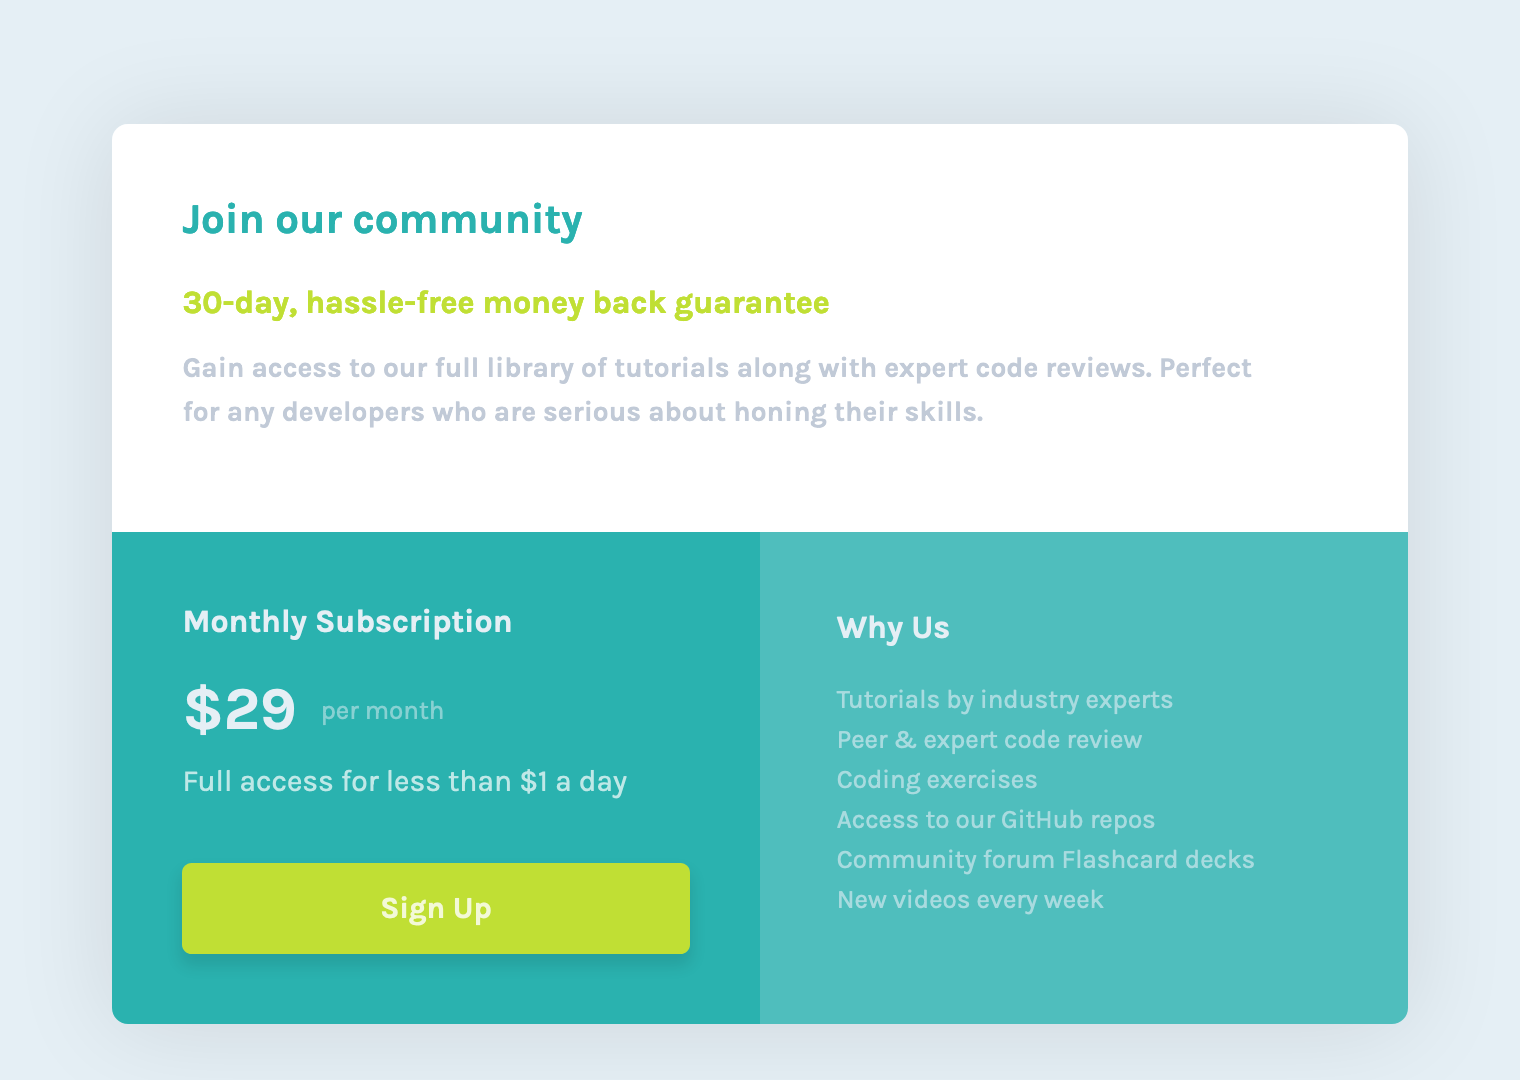 Join our community
30-day, hassle-free money back guarantee
Gain access to our full library of tutorials along with expert code reviews. Perfect
for any developers who are serious about honing their skills.
Monthly Subscription
$29 per month
Full access for less than $1 a day
Sign Up
Why Us
Tutorials by industry experts
Peer & expert code review
Coding exercises
Access to our GitHub repos
Community forum Flashcard decks
New videos every week